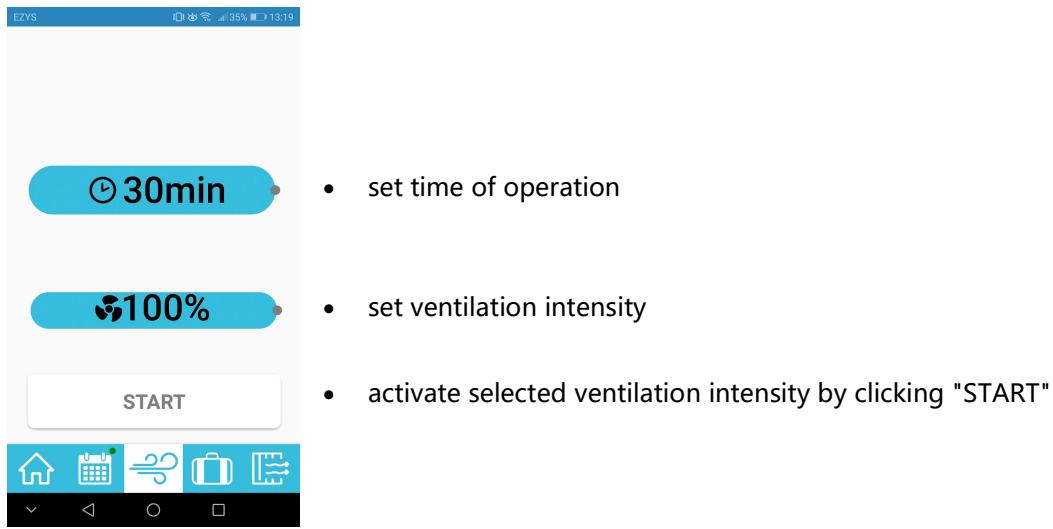 EZYS 35% 13:19
30min
• set time of operation
100%
• set ventilation intensity
START
• activate selected ventilation intensity by clicking "START"